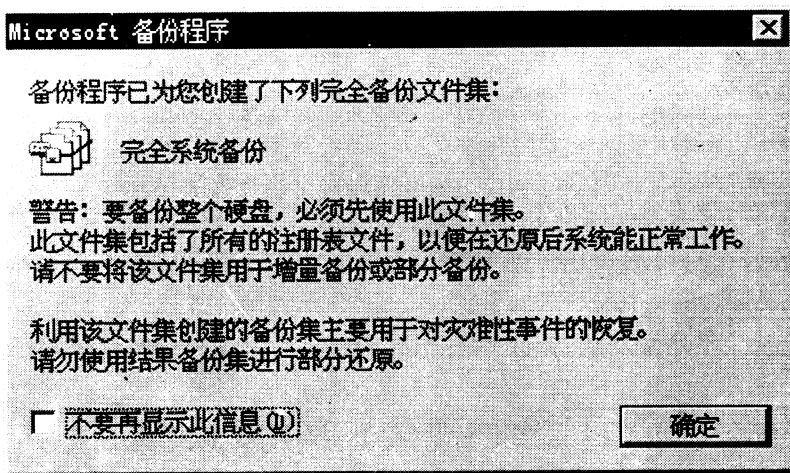 Microsoft 备份程序
备份程序已为您创建了下列完全备份文件集：
完全系统备份
警告：要备份整个硬盘，必须先使用此文件集。
此文件集包括了所有的注册表文件，以便在还原后系统能正常工作。
请不要将该文件集用于增量备份或部分备份。
利用该文件集创建的备份集主要用于对灾难性事件的恢复。
请勿使用结果备份集进行部分还原。
不要再显示此信息(U)
确定